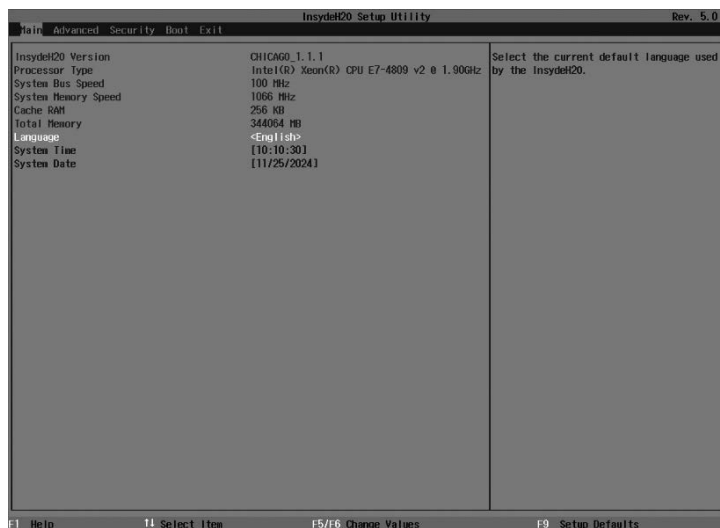 InsydeH20 Setup Utility Rev. 5.0
Main Advanced Security Boot Exit
InsydeH20 Version CHICAGO_1.1.1
Processor Type Intel(R) Xeon(R) CPU E7-4809 v2 @ 1.90GHz
System Bus Speed 100 MHz
System Memory Speed 1066 MHz
Cache RAM 256 KB
Total Memory 344064 MB
Language <English>
System Time [10:10:30]
System Date [11/25/2024]
Select the current default language used
by the InsydeH20.
F1 Help ↑↓ Select Item F5/F6 Change Values F9 Setup Defaults